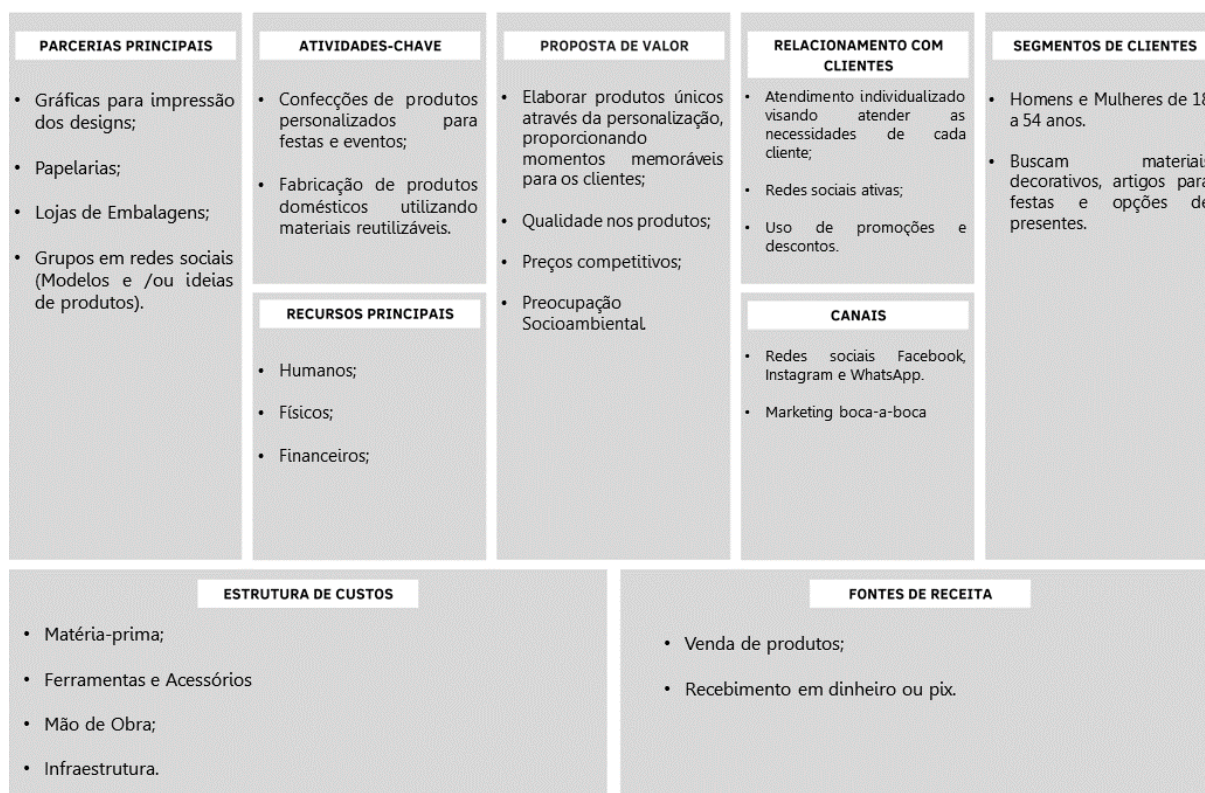 PARCERIAS PRINCIPAIS
• Gráficas para impressão
dos designs;
• Papelarias;
• Lojas de Embalagens;
• Grupos em redes sociais
(Modelos e /ou ideias
de produtos).
ATIVIDADES-CHAVE
• Confecções de produtos
personalizados para
festas e eventos;
• Fabricação de produtos
domésticos utilizando
materiais reutilizáveis.
RECURSOS PRINCIPAIS
• Humanos;
• Físicos;
• Financeiros;
PROPOSTA DE VALOR
• Elaborar produtos únicos
através da personalização,
proporcionando
momentos memoráveis
para os clientes;
• Qualidade nos produtos;
• Preços competitivos;
• Preocupação
Socioambiental.
RELACIONAMENTO COM
CLIENTES
• Atendimento individualizado
visando atender as
necessidades de cada
cliente;
• Redes sociais ativas;
• Uso de promoções e
descontos.
CANAIS
• Redes sociais Facebook,
Instagram e WhatsApp.
• Marketing boca-a-boca
SEGMENTOS DE CLIENTES
• Homens e Mulheres de 18
a 54 anos.
• Buscam materiais
decorativos, artigos para
festas e opções de
presentes.
ESTRUTURA DE CUSTOS
• Matéria-prima;
• Ferramentas e Acessórios
• Mão de Obra;
• Infraestrutura.
FONTES DE RECEITA
• Venda de produtos;
• Recebimento em dinheiro ou pix.